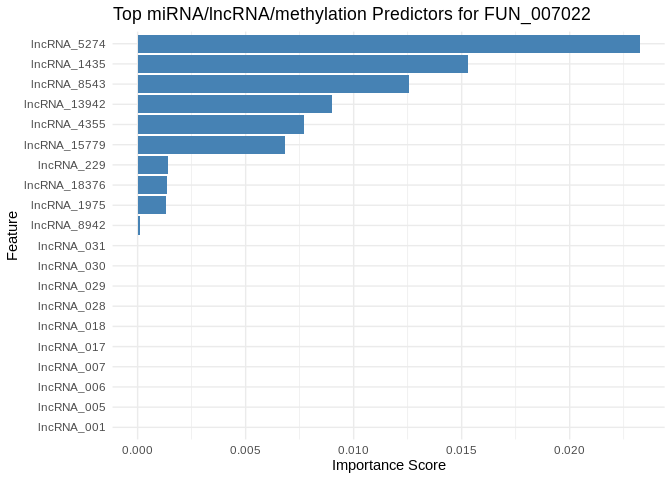 Top miRNA/lncRNA/methylation Predictors for FUN_007022
Feature
lncRNA_5274
lncRNA_1435
lncRNA_8543
lncRNA_13942
lncRNA_4355
lncRNA_15779
lncRNA_229
lncRNA_18376
lncRNA_1975
lncRNA_8942
lncRNA_031
lncRNA_030
lncRNA_029
lncRNA_028
lncRNA_018
lncRNA_017
lncRNA_007
lncRNA_006
lncRNA_005
lncRNA_001
0.000 0.005 0.010 0.015 0.020
Importance Score